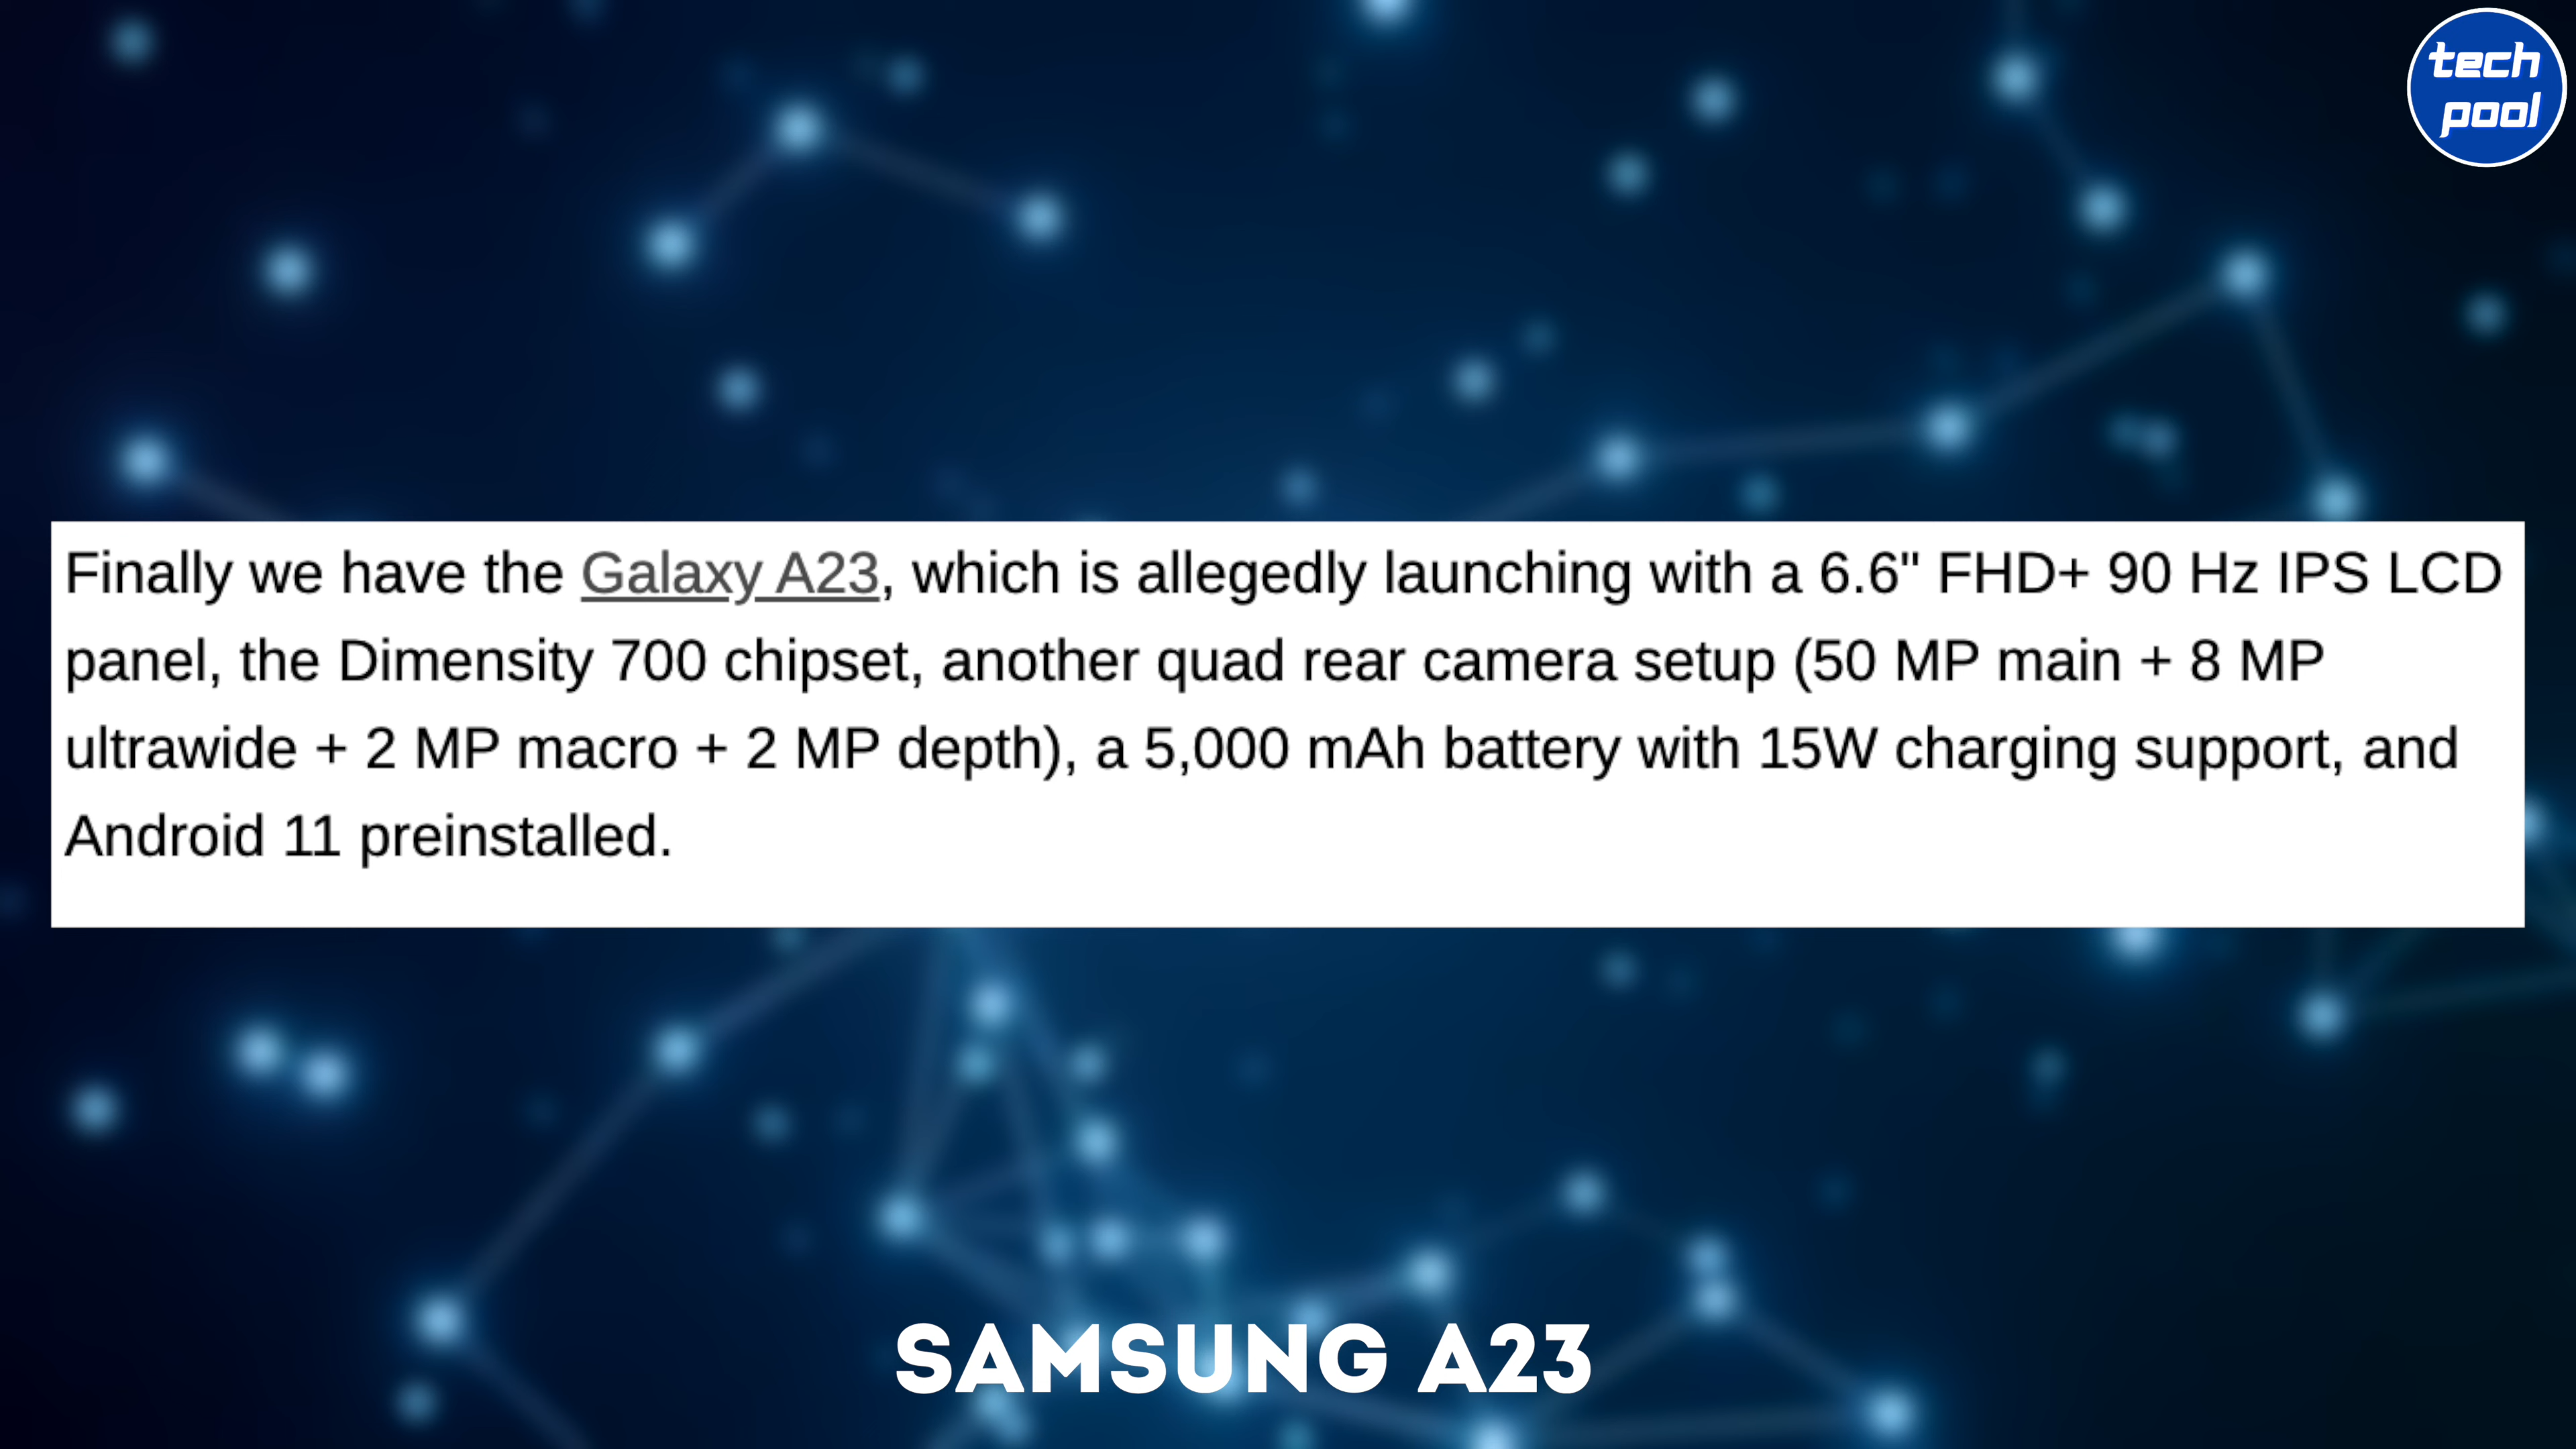 tech
pool
Finally we have the Galaxy A23, which is allegedly launching with a 6.6" FHD+ 90 Hz IPS LCD
panel, the Dimensity 700 chipset, another quad rear camera setup (50 MP main + 8 MP
ultrawide + 2 MP macro + 2 MP depth), a 5,000 mAh battery with 15W charging support, and
Android 11 preinstalled.
SAMSUNG A23